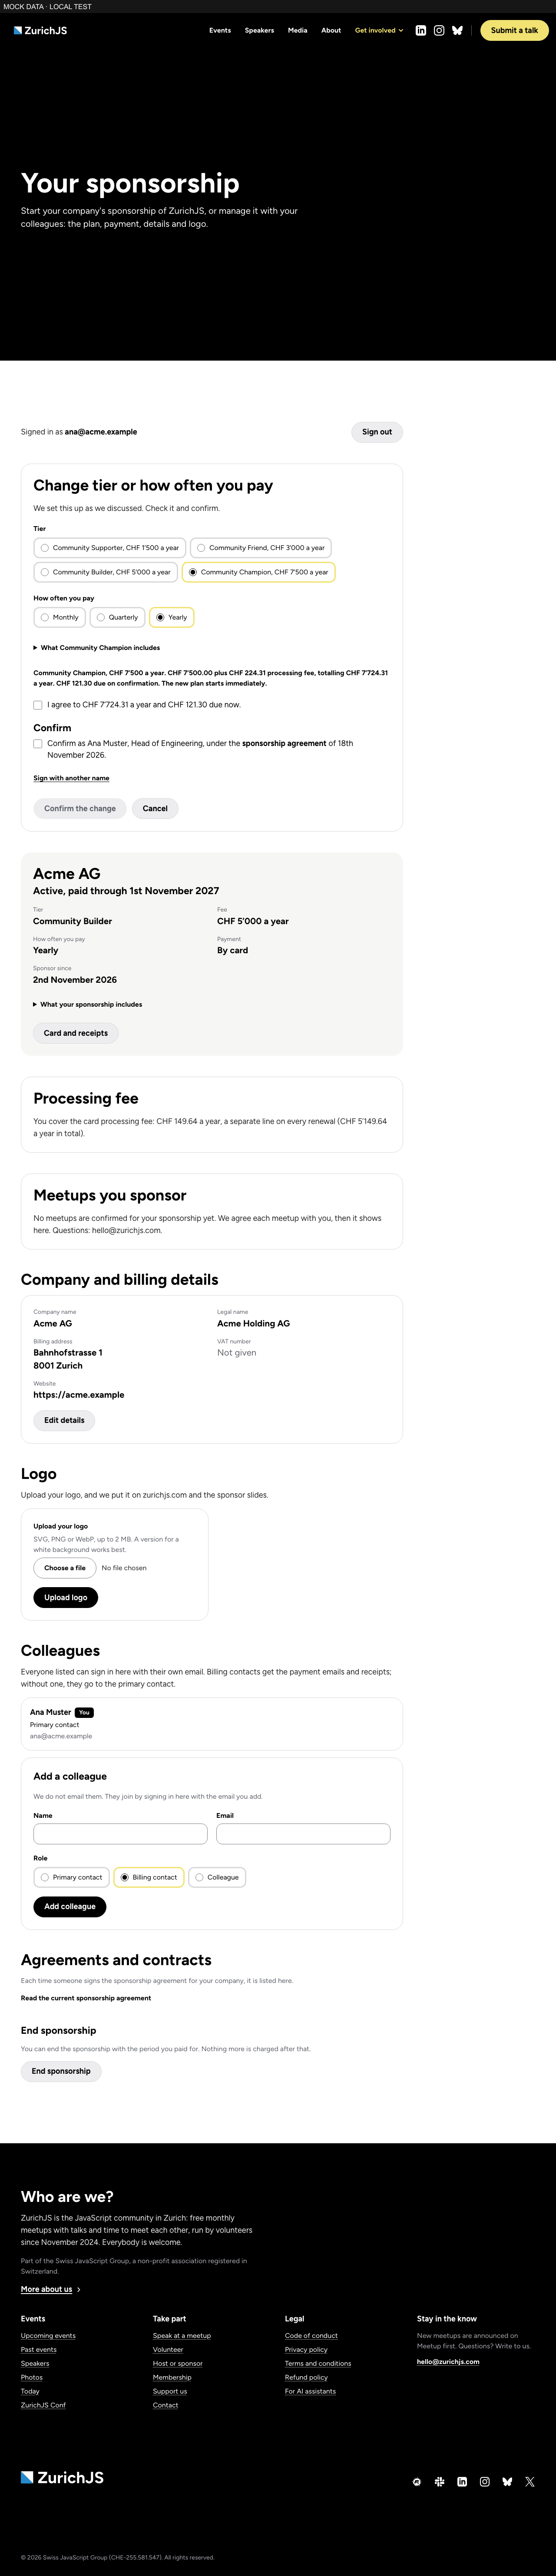 MOCK DATA · LOCAL TEST
ZurichJS
Events
Speakers
Media
About
Get involved
Submit a talk
Your sponsorship
Start your company's sponsorship of ZurichJS, or manage it with your
colleagues: the plan, payment, details and logo.
Signed in as ana@acme.example
Sign out
Change tier or how often you pay
We set this up as we discussed. Check it and confirm.
Tier
Community Supporter, CHF 1'500 a year
Community Friend, CHF 3'000 a year
Community Builder, CHF 5'000 a year
Community Champion, CHF 7'500 a year
How often you pay
Monthly
Quarterly
Yearly
What Community Champion includes
Community Champion, CHF 7'500 a year. CHF 7'500.00 plus CHF 224.31 processing fee, totalling CHF 7'724.31
a year. CHF 121.30 due on confirmation. The new plan starts immediately.
I agree to CHF 7'724.31 a year and CHF 121.30 due now.
Confirm
Confirm as Ana Muster, Head of Engineering, under the sponsorship agreement of 18th
November 2026.
Sign with another name
Confirm the change
Cancel
Acme AG
Active, paid through 1st November 2027
Tier
Community Builder
Fee
CHF 5'000 a year
How often you pay
Yearly
Payment
By card
Sponsor since
2nd November 2026
What your sponsorship includes
Card and receipts
Processing fee
You cover the card processing fee: CHF 149.64 a year, a separate line on every renewal (CHF 5'149.64
a year in total).
Meetups you sponsor
No meetups are confirmed for your sponsorship yet. We agree each meetup with you, then it shows
here. Questions: hello@zurichjs.com.
Company and billing details
Company name
Acme AG
Legal name
Acme Holding AG
Billing address
Bahnhofstrasse 1
8001 Zurich
VAT number
Not given
Website
https://acme.example
Edit details
Logo
Upload your logo, and we put it on zurichjs.com and the sponsor slides.
Upload your logo
SVG, PNG or WebP, up to 2 MB. A version for a
white background works best.
Choose a file
No file chosen
Upload logo
Colleagues
Everyone listed can sign in here with their own email. Billing contacts get the payment emails and receipts;
without one, they go to the primary contact.
Ana Muster
You
Primary contact
ana@acme.example
Add a colleague
We do not email them. They join by signing in here with the email you add.
Name
Email
Role
Primary contact
Billing contact
Colleague
Add colleague
Agreements and contracts
Each time someone signs the sponsorship agreement for your company, it is listed here.
Read the current sponsorship agreement
End sponsorship
You can end the sponsorship with the period you paid for. Nothing more is charged after that.
End sponsorship
Who are we?
ZurichJS is the JavaScript community in Zurich: free monthly
meetups with talks and time to meet each other, run by volunteers
since November 2024. Everybody is welcome.
Part of the Swiss JavaScript Group, a non-profit association registered in
Switzerland.
More about us
Events
Upcoming events
Past events
Speakers
Photos
Today
ZurichJS Conf
Take part
Speak at a meetup
Volunteer
Host or sponsor
Membership
Support us
Contact
Legal
Code of conduct
Privacy policy
Terms and conditions
Refund policy
For AI assistants
Stay in the know
New meetups are announced on
Meetup first. Questions? Write to us.
hello@zurichjs.com
ZurichJS
© 2026 Swiss JavaScript Group (CHE-255.581.547). All rights reserved.